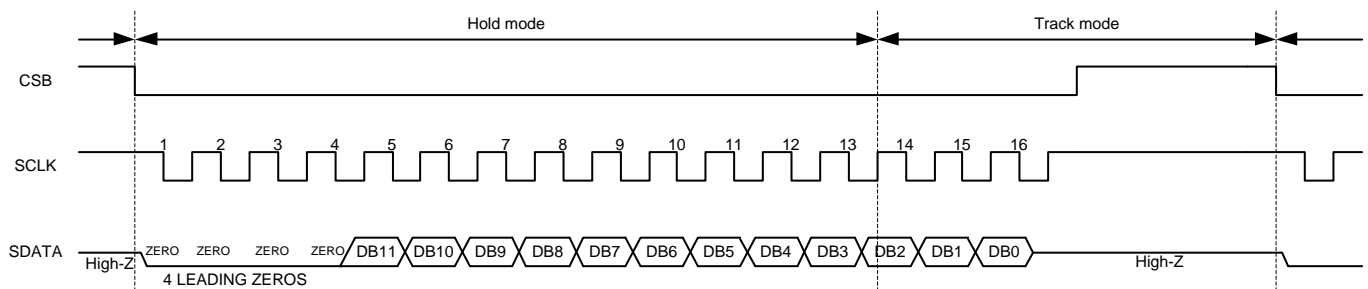 Hold mode Track mode
CSB
1 2 3 4 5 6 7 8 9 10 11 12 13 14 15 16
SCLK
SDATA ZERO ZERO ZERO ZERO DB11 DB10 DB9 DB8 DB7 DB6 DB5 DB4 DB3 DB2 DB1 DB0
High-Z High-Z
4 LEADING ZEROS